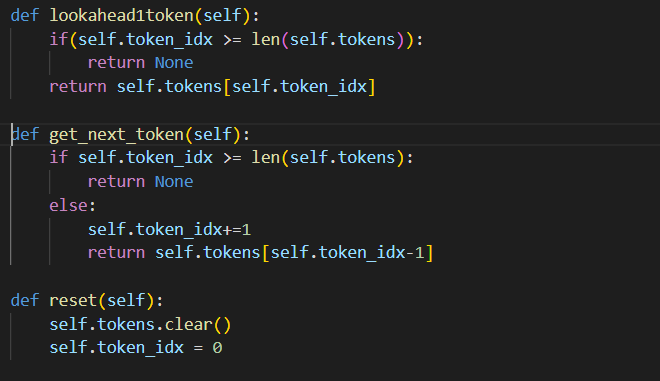 def lookahead1token(self):
    if(self.token_idx >= len(self.tokens)):
        return None
    return self.tokens[self.token_idx]

def get_next_token(self):
    if self.token_idx >= len(self.tokens):
        return None
    else:
        self.token_idx+=1
        return self.tokens[self.token_idx-1]

def reset(self):
    self.tokens.clear()
    self.token_idx = 0